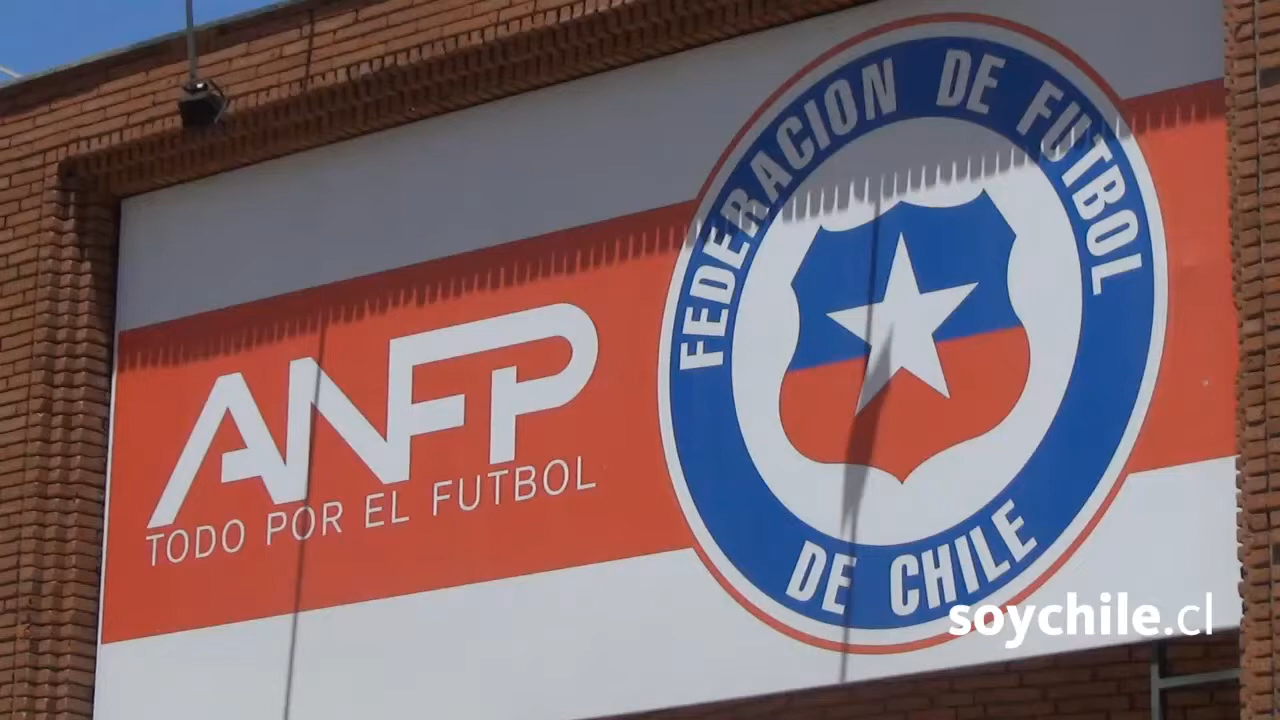 ANFP
TODO POR EL FUTBOL
FEDERACION DE FUTBOL
DE CHILE
soychile.cl